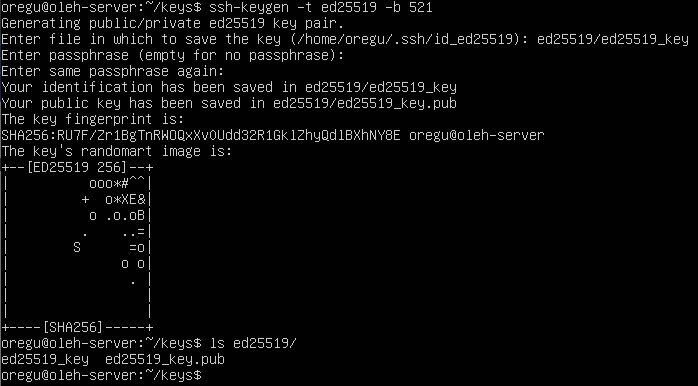 oregu@oleh-server:~/keys$ ssh-keygen -t ed25519 -b 521
Generating public/private ed25519 key pair.
Enter file in which to save the key (/home/oregu/.ssh/id_ed25519): ed25519/ed25519_key
Enter passphrase (empty for no passphrase):
Enter same passphrase again:
Your identification has been saved in ed25519/ed25519_key
Your public key has been saved in ed25519/ed25519_key.pub
The key fingerprint is:
SHA256:RU7F/Zr1BgTnRWOQxXvOUdd32R1GklZhyQdlBXhNY8E oregu@oleh-server
The key's randomart image is:
+--[ED25519 256]--+
|          ooo*#^^|
|         +  o*XE&|
|          o .o.oB|
|         .    ..=|
|        S      =o|
|              o o|
|               . |
|                 |
|                 |
+----[SHA256]-----+
oregu@oleh-server:~/keys$ ls ed25519/
ed25519_key  ed25519_key.pub
oregu@oleh-server:~/keys$